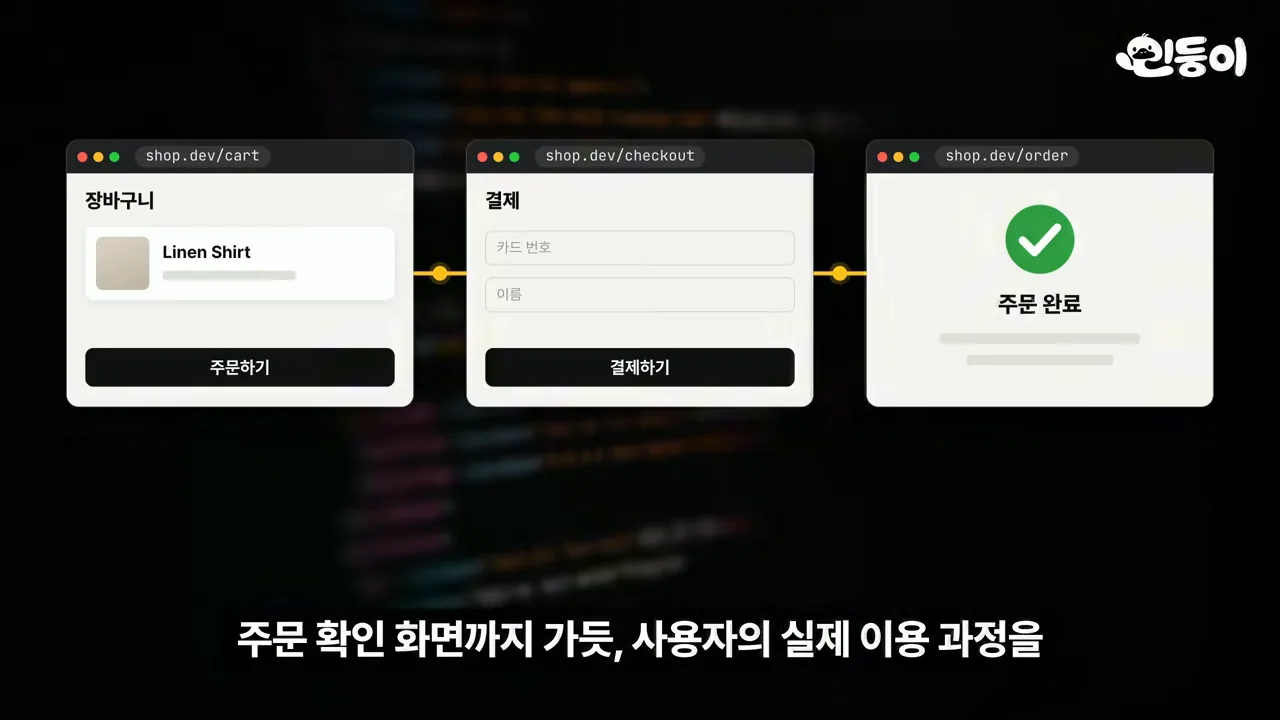 인둥이
shop.dev/cart
장바구니
Linen Shirt
주문하기
shop.dev/checkout
결제
카드 번호
이름
결제하기
shop.dev/order
주문 완료
주문 확인 화면까지 가듯, 사용자의 실제 이용 과정을